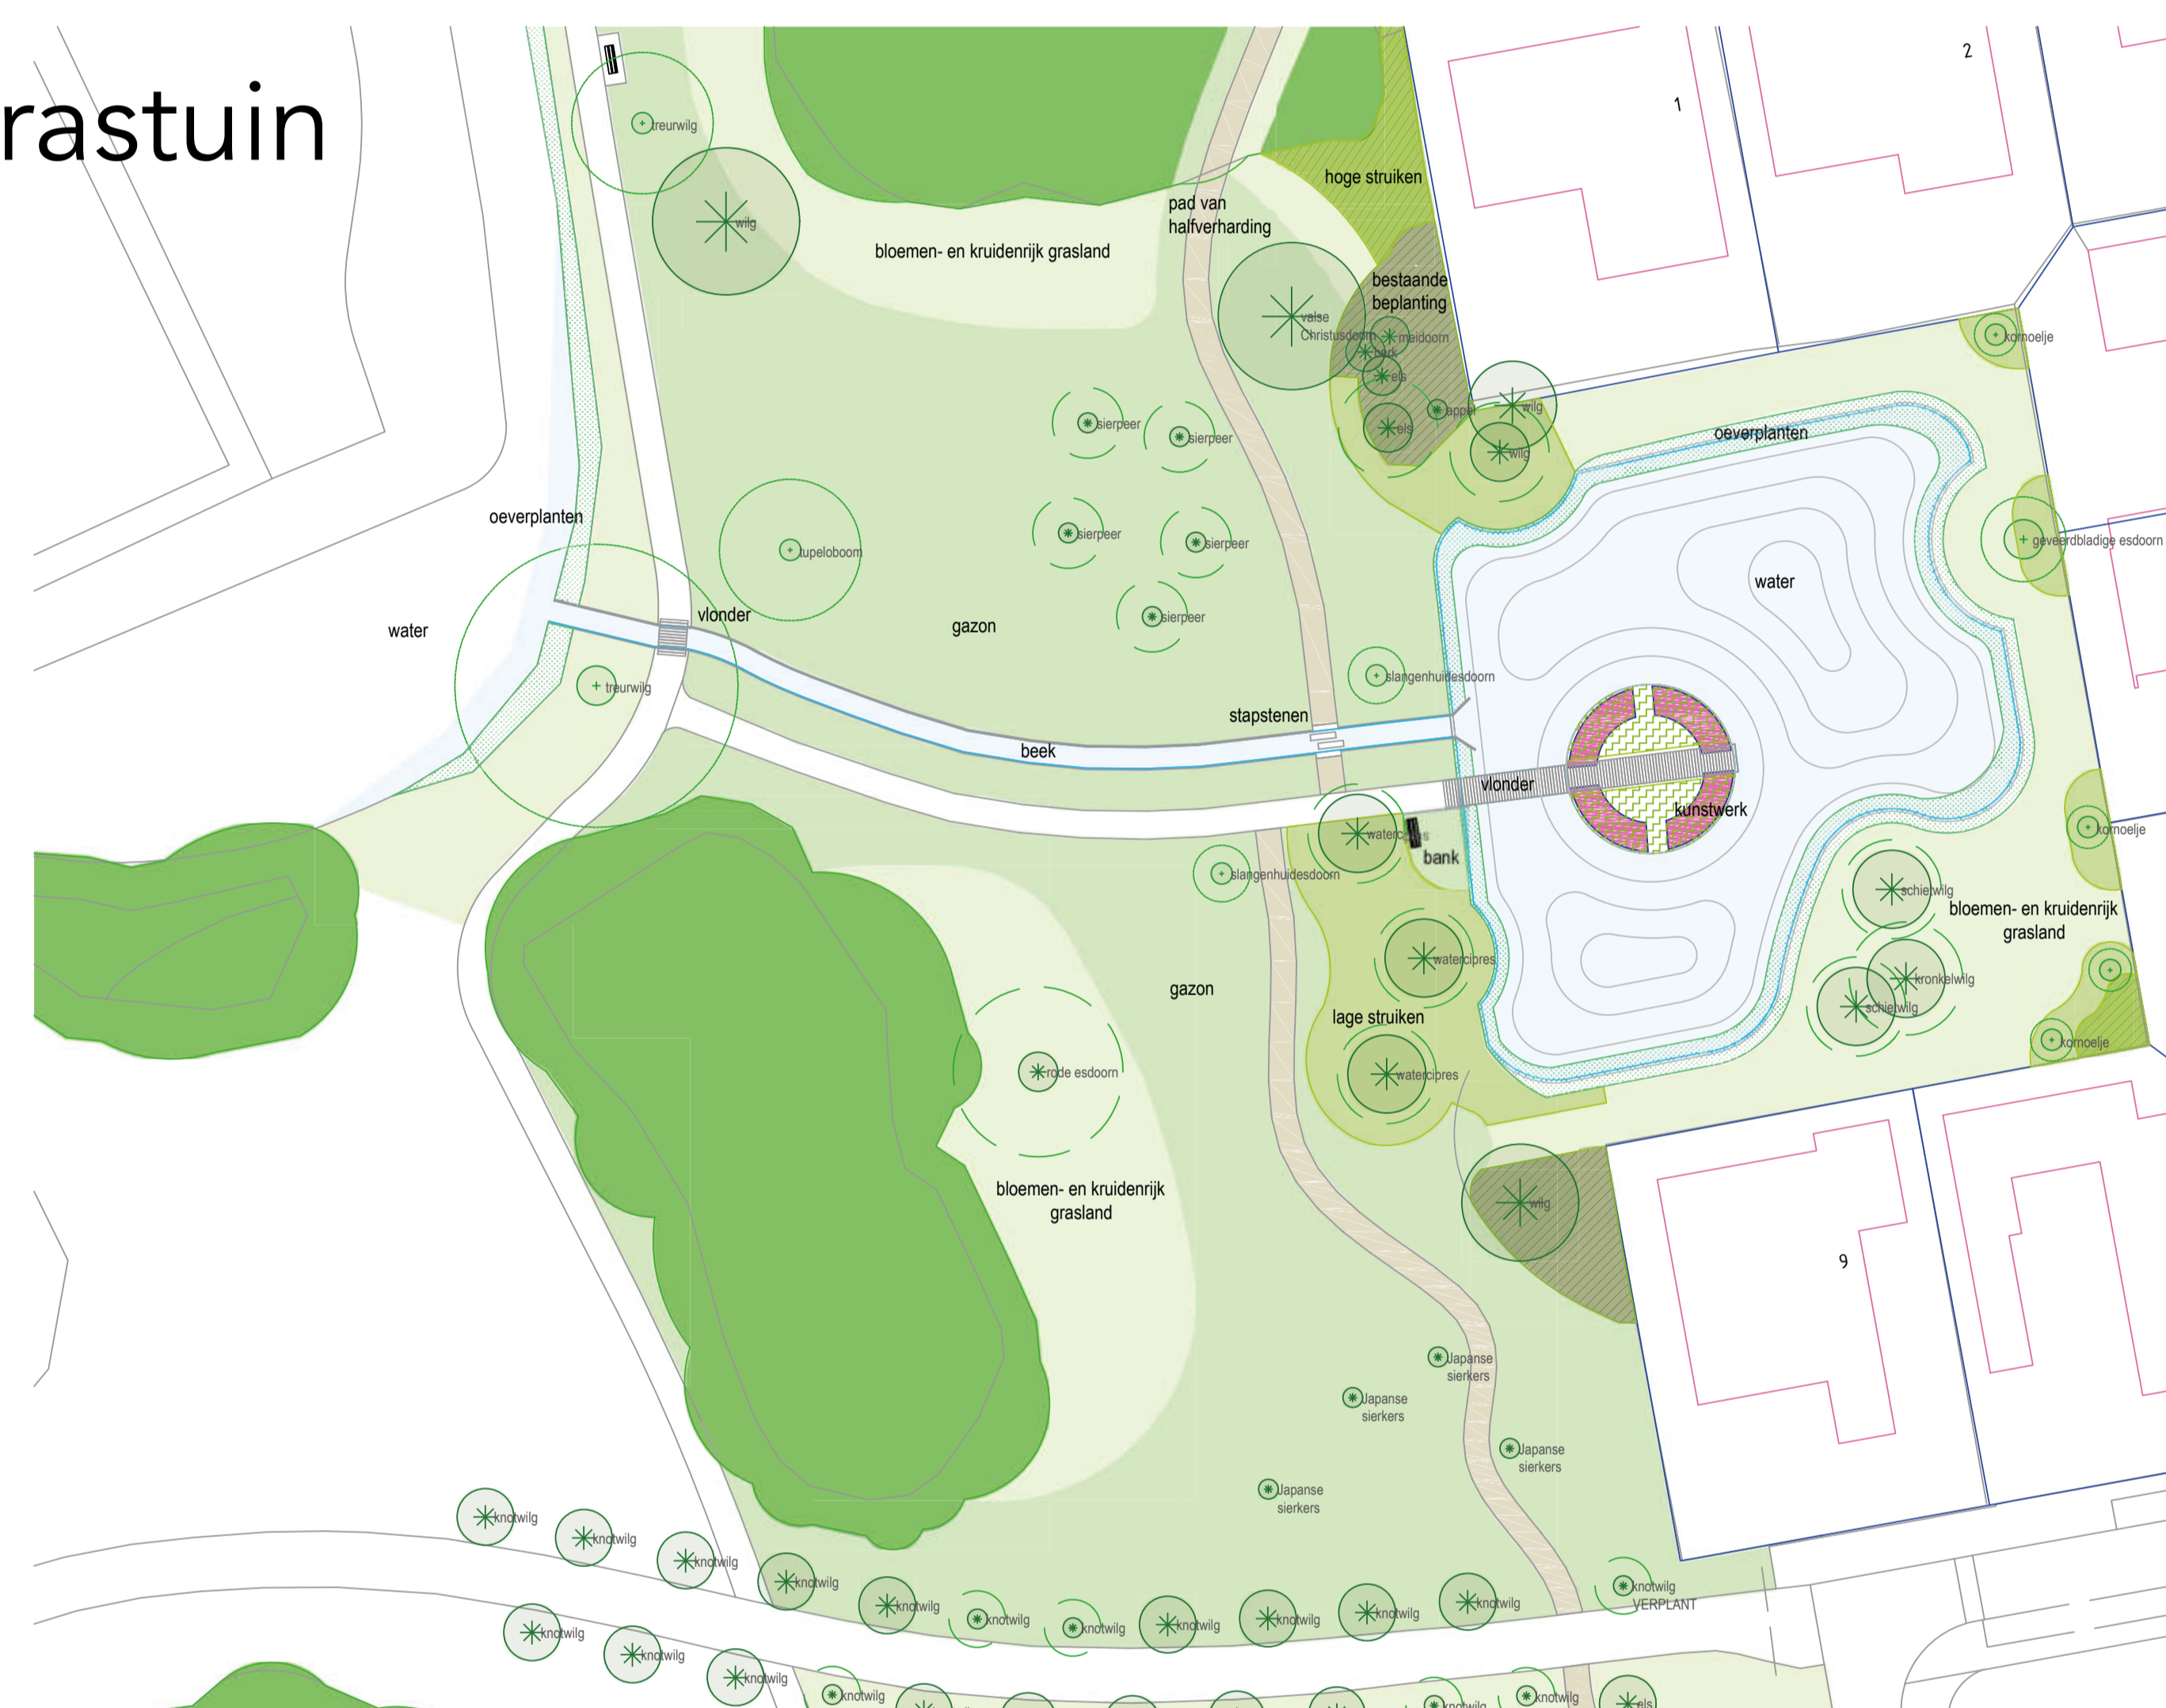 rastuin
2
1
treurwilg
hoge struiken
pad van
halfverharding
wilg
bloemen- en kruidenrijk grasland
bestaande
beplanting
valse
Christusdoorn
meidoorn
berk
kornoelje
els
appel
wilg
els
sierpeer
sierpeer
wilg
oeverplanten
oeverplanten
tupeloboom
sierpeer
sierpeer
geveerdbladige esdoorn
water
vlonder
sierpeer
gazon
water
treurwilg
slangenhuidesdoorn
stapstenen
beek
vlonder
kunstwerk
watercipres
bank
kornoelje
slangenhuidesdoorn
schietwilg
bloemen- en kruidenrijk
grasland
watercipres
kronkelwilg
gazon
schietwilg
lage struiken
kornoelje
rode esdoorn
watercipres
bloemen- en kruidenrijk
grasland
wilg
9
Japanse
sierkers
Japanse
sierkers
Japanse
sierkers
Japanse
sierkers
knotwilg
knotwilg
knotwilg
knotwilg
knotwilg
knotwilg
knotwilg
knotwilg
knotwilg
knotwilg
knotwilg
knotwilg
VERPLANT
knotwilg
knotwilg
knotwilg
knotwilg
knotwilg
knotwilg
els